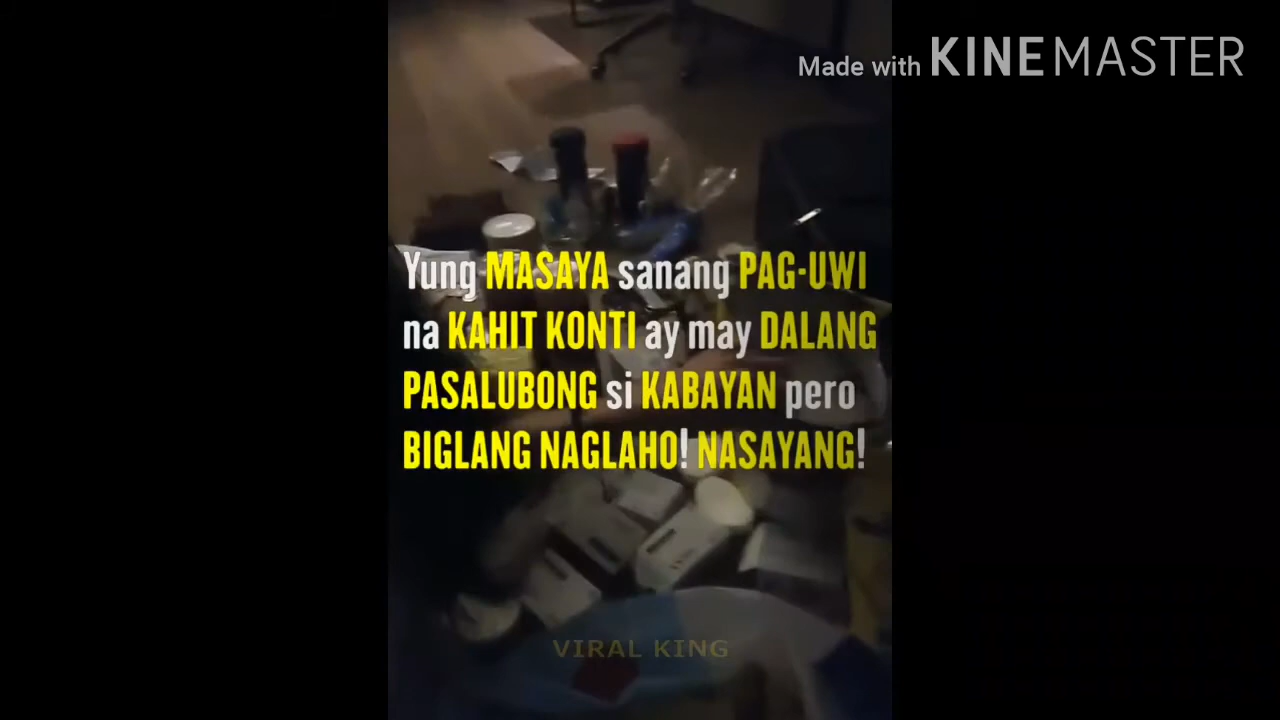 Made with KINEMASTER
Yung MASAYA sanang PAG-UWI
na KAHIT KONTI ay may DALANG
PASALUBONG si KABAYAN pero
BIGLANG NAGLAHO! NASAYANG!
VIRAL KING